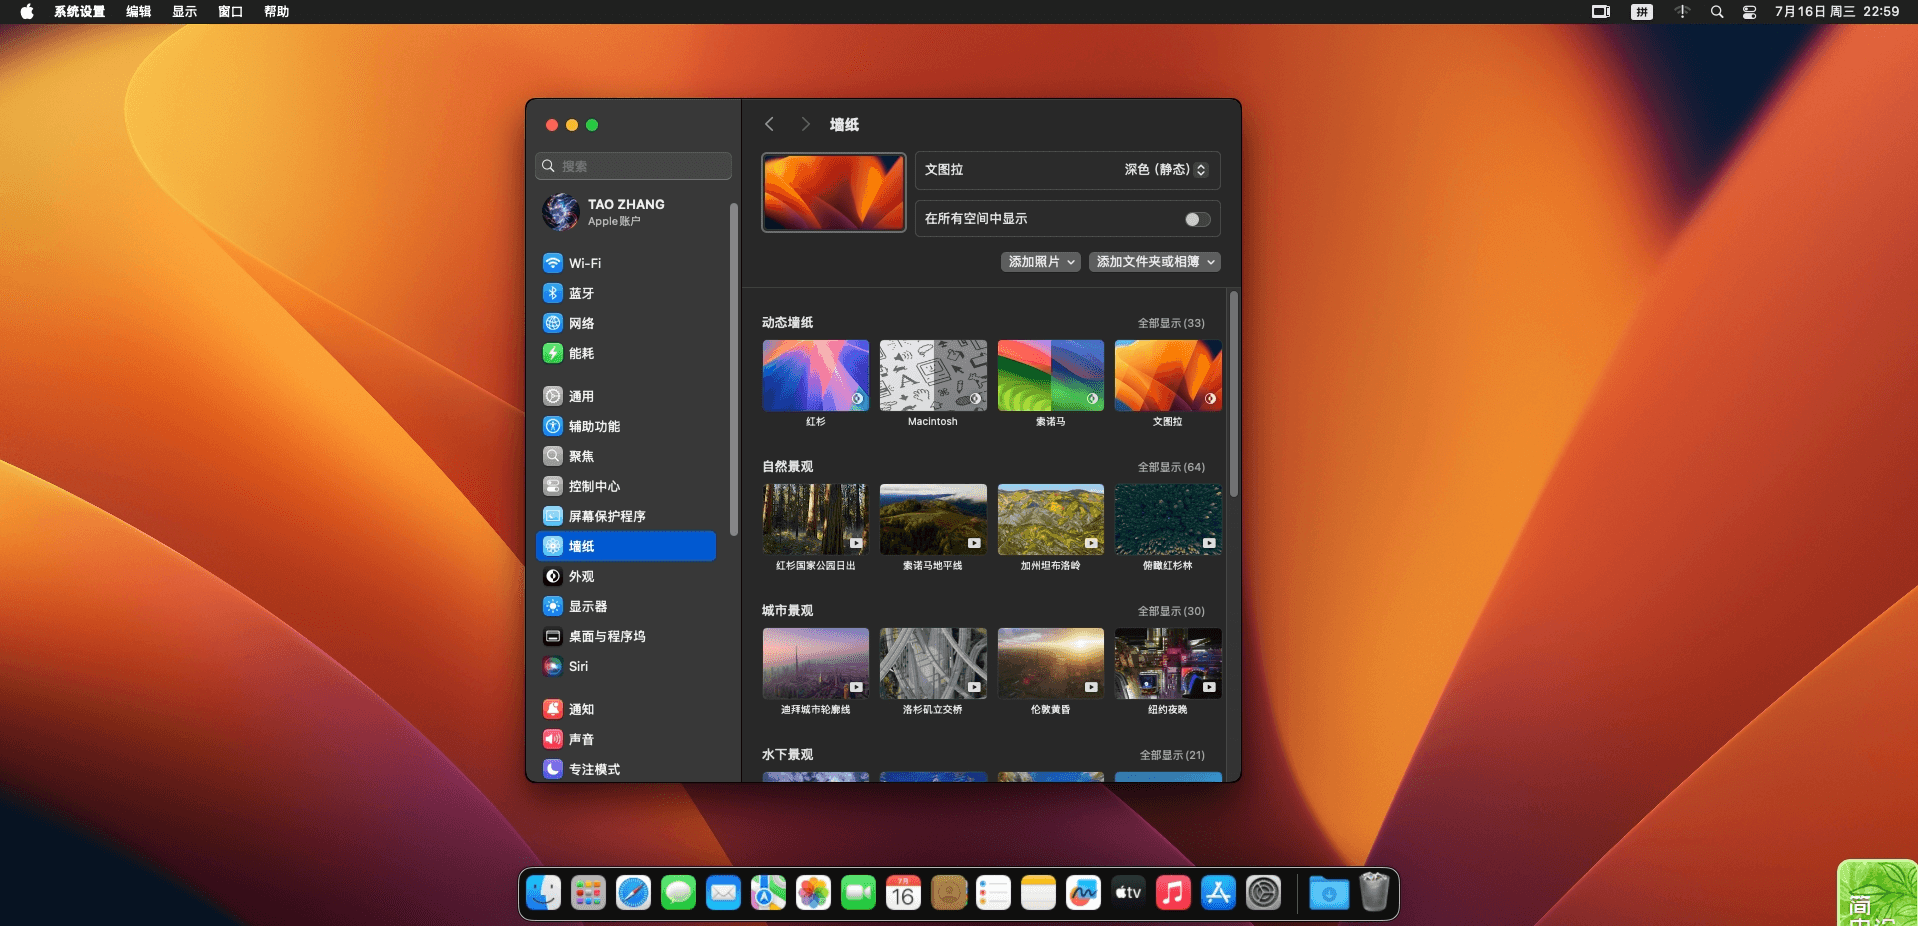 系统设置 编辑 显示 窗口 帮助
拼 7月16日 周三 22:59
墙纸
搜索
TAO ZHANG
Apple账户
Wi-Fi
蓝牙
网络
能耗
通用
辅助功能
聚焦
控制中心
屏幕保护程序
墙纸
外观
显示器
桌面与程序坞
Siri
通知
声音
专注模式
文图拉 深色 (静态)
在所有空间中显示
添加照片 添加文件夹或相簿
动态墙纸 全部显示 (33)
红杉 Macintosh 索诺马 文图拉
自然景观 全部显示 (64)
红杉国家公园日出 索诺马地平线 加州坦布洛岭 俯瞰红杉林
城市景观 全部显示 (30)
迪拜城市轮廓线 洛杉矶立交桥 伦敦黄昏 纽约夜晚
水下景观 全部显示 (21)
7月
16
tv
简